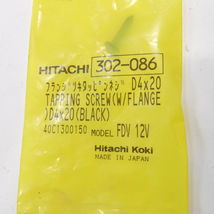 HITACHI 302-086
フランジツキタッピンネジ D4x20
TAPPING SCREW(W/FLANGE
)D4x20(BLACK)
40C1300150 MODEL FDV 12V
Hitachi Koki
MADE IN JAPAN